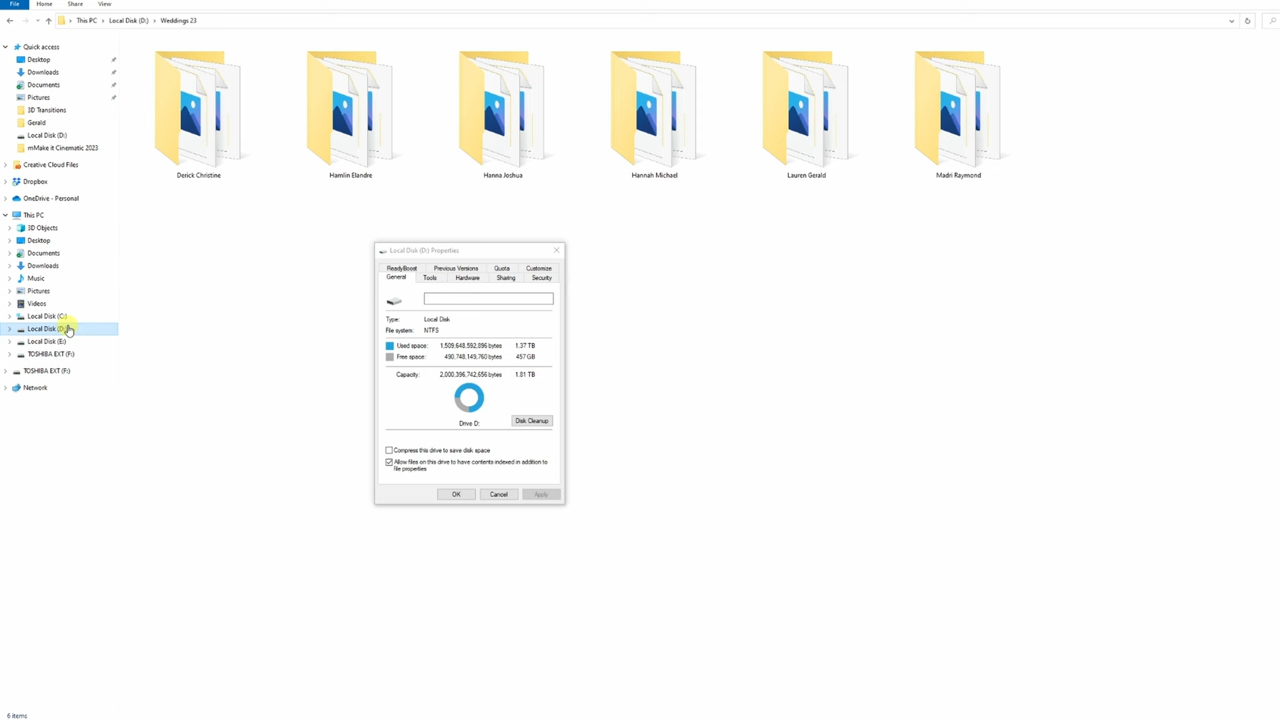 File Home Share View
This PC > Local Disk (D:) > Weddings 23
Quick access
Desktop
Downloads
Documents
Pictures
3D Transitions
Gerald
Local Disk (D:)
mMake it Cinematic 2023
Creative Cloud Files
Dropbox
OneDrive - Personal
This PC
3D Objects
Desktop
Documents
Downloads
Music
Pictures
Videos
Local Disk (C:)
Local Disk (D:)
Local Disk (E:)
TOSHIBA EXT (F:)
TOSHIBA EXT (F:)
Network
Derick Christine
Hamlin Elandre
Hanna Joshua
Hannah Michael
Lauren Gerald
Madri Raymond
Local Disk (D:) Properties
ReadyBoost Previous Versions Quota Customize
General Tools Hardware Sharing Security
Type: Local Disk
File system: NTFS
Used space: 1,509,648,592,896 bytes 1.37 TB
Free space: 490,748,149,760 bytes 457 GB
Capacity: 2,000,396,742,656 bytes 1.81 TB
Drive D:
Disk Cleanup
Compress this drive to save disk space
Allow files on this drive to have contents indexed in addition to
file properties
OK Cancel Apply
6 items